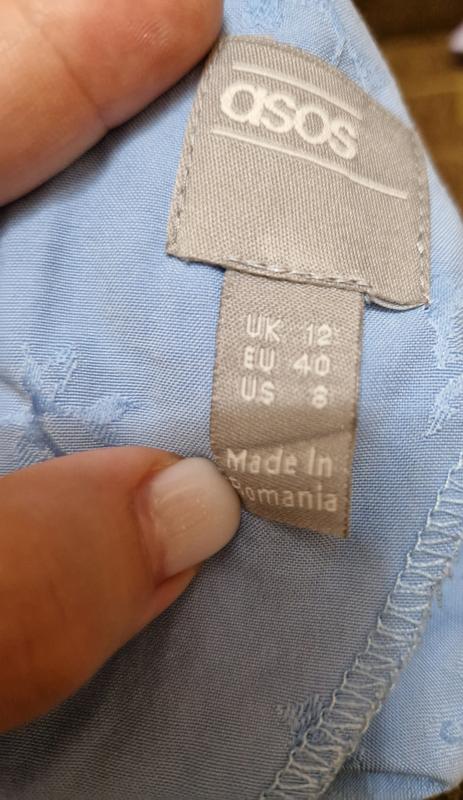 asos
UK 12
EU 40
US 8
Made In
Romania